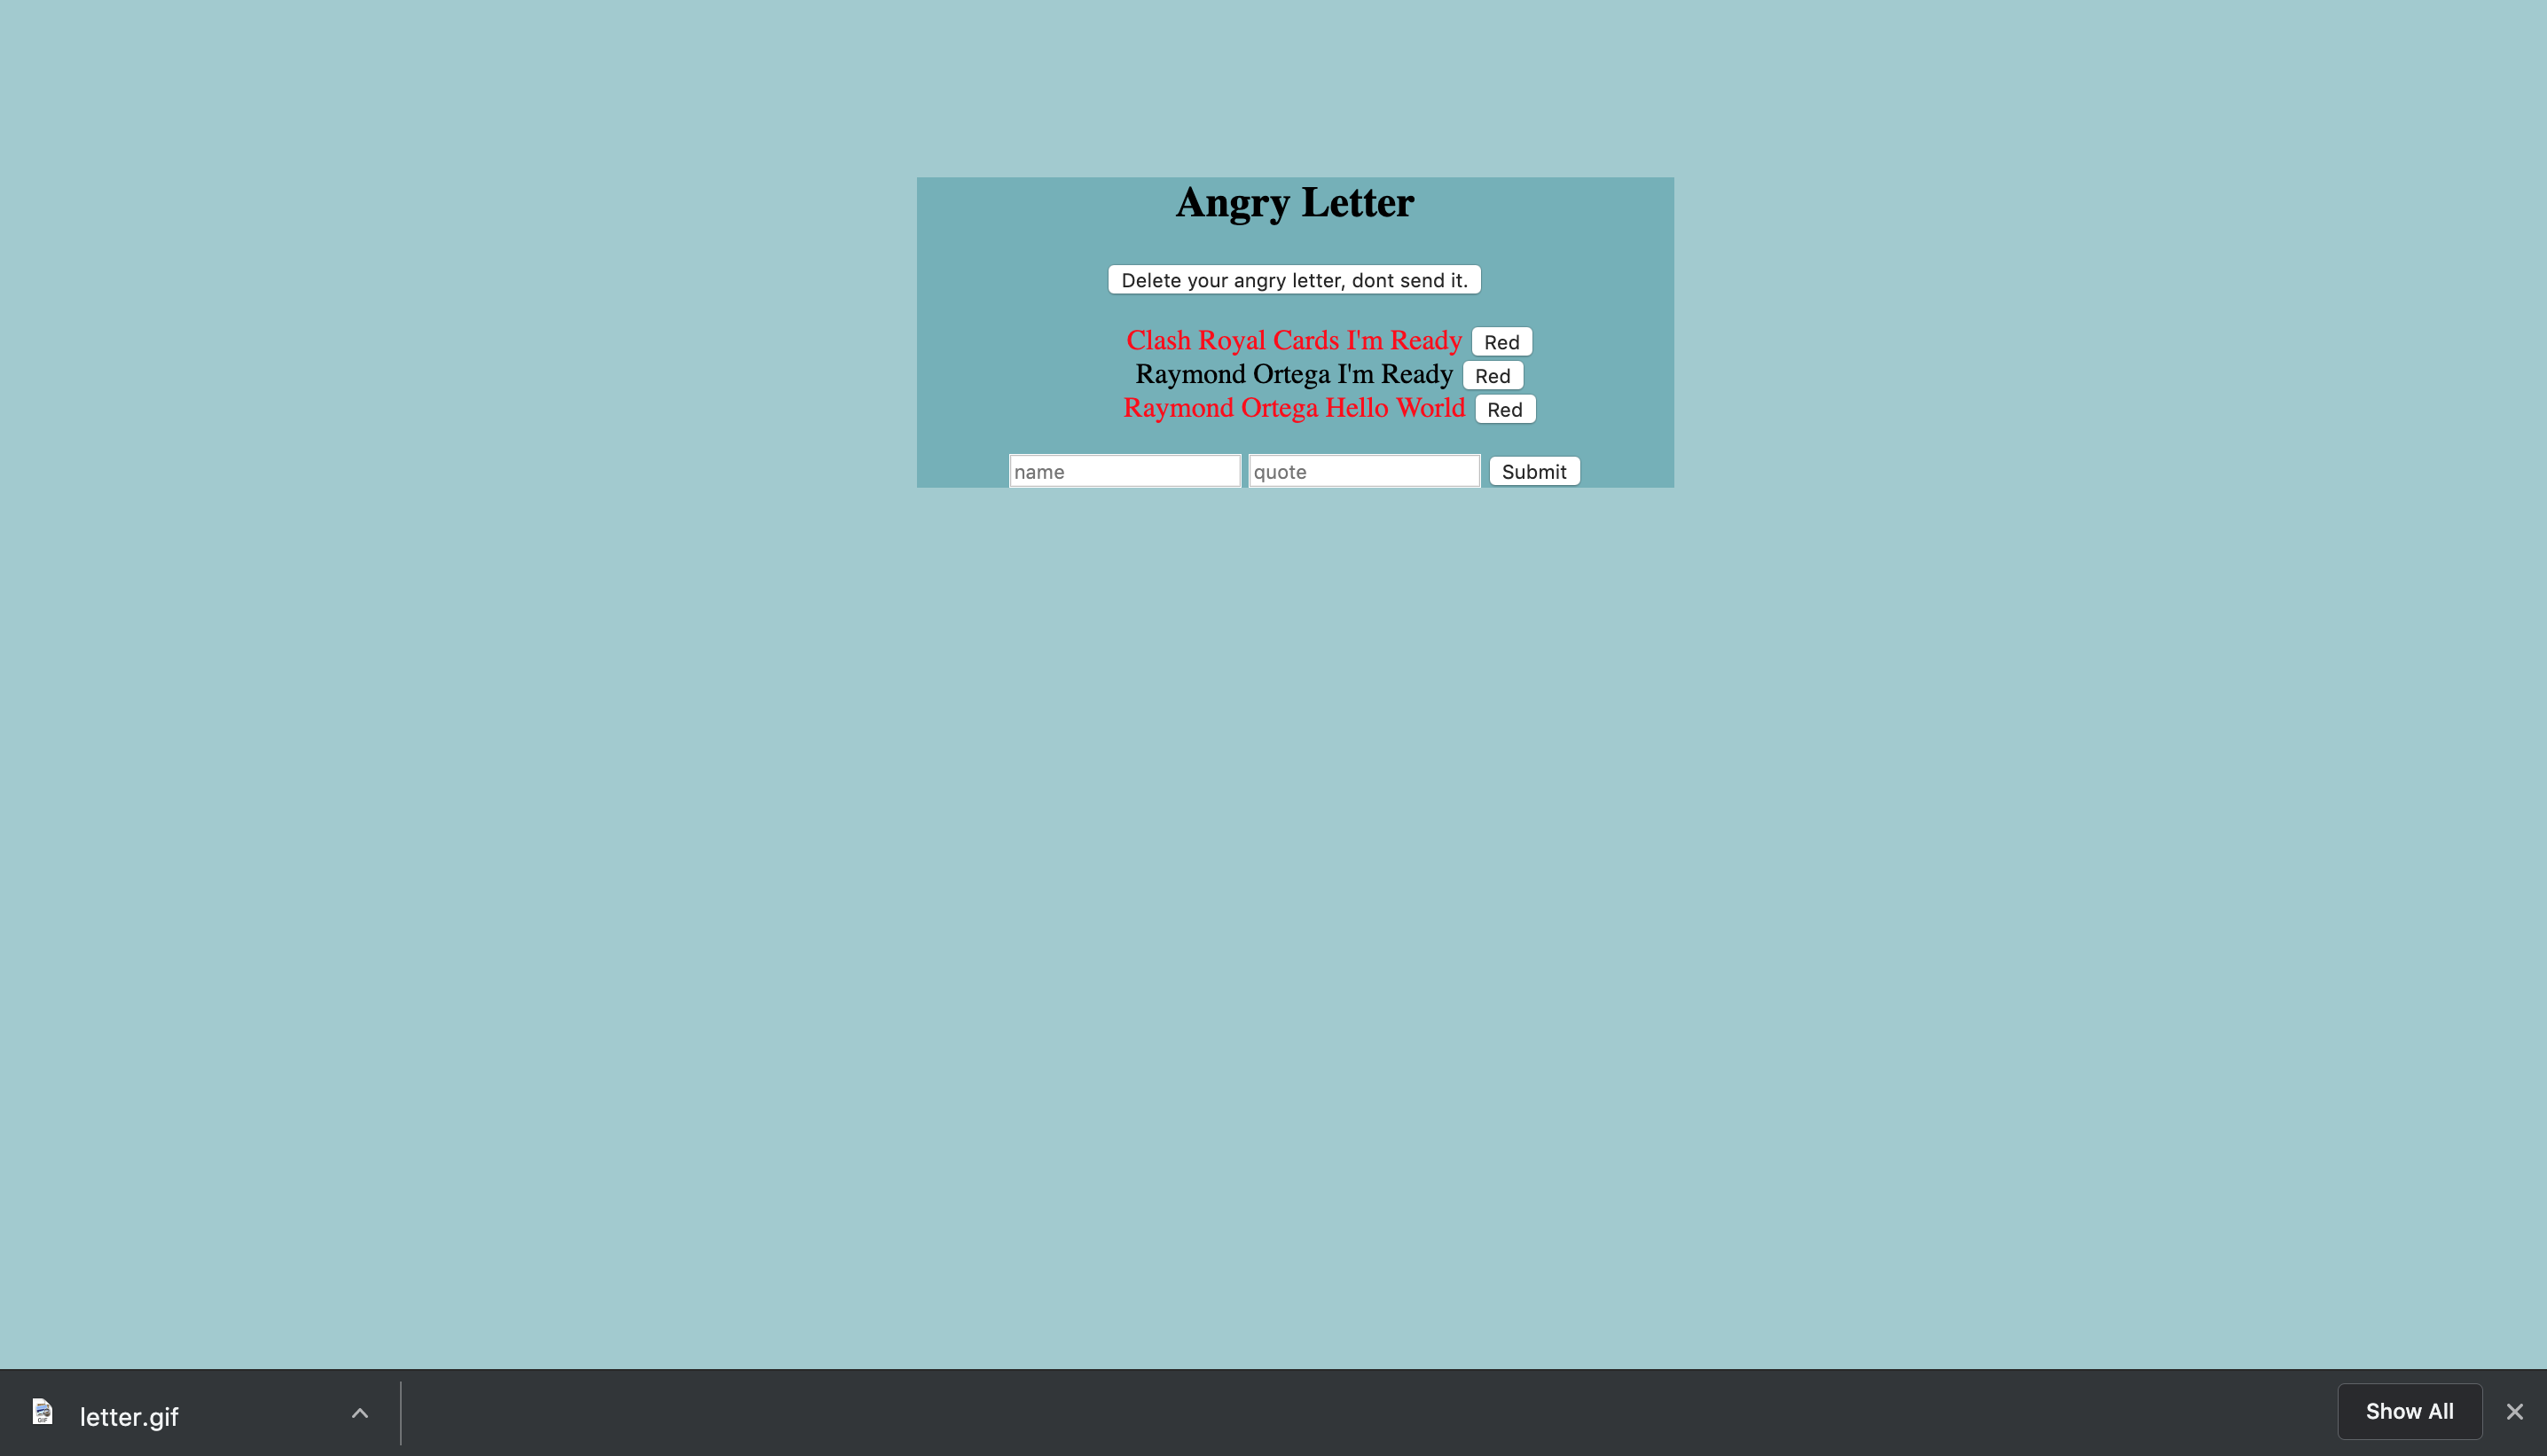 Angry Letter
Delete your angry letter, dont send it.
Clash Royal Cards I'm Ready Red
Raymond Ortega I'm Ready Red
Raymond Ortega Hello World Red
name quote Submit
letter.gif Show All